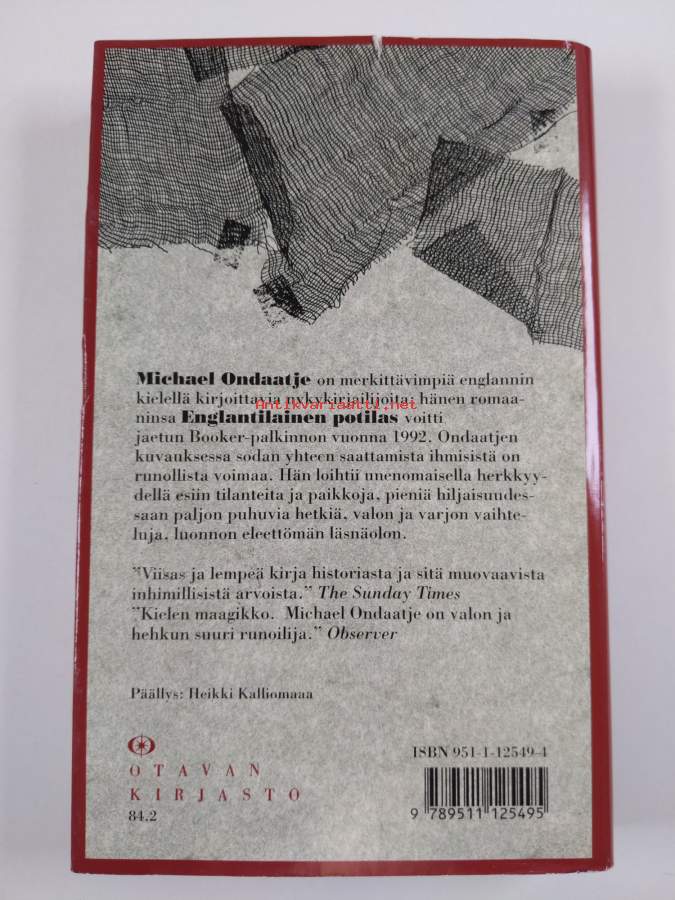 Michael Ondaatje on merkittävimpiä englannin
kielellä kirjoittavia nykykirjailijoita, hänen romaa-
Antikvariaatti.net
ninsa Englantilainen potilas voitti
jaetun Booker-palkinnon vuonna 1992. Ondaatjen
kuvauksessa sodan yhteen saattamista ihmisistä on
runollista voimaa. Hän loihtii unenomaisella herkkyy-
dellä esiin tilanteita ja paikkoja, pieniä hiljaisuudes-
saan paljon puhuvia hetkiä, valon ja varjon vaihte-
luja, luonnon eleettömän läsnäolon.
"Viisas ja lempeä kirja historiasta ja sitä muovaavista
inhimillisistä arvoista." The Sunday Times
"Kielen maagikko. Michael Ondaatje on valon ja
hehkun suuri runoilija." Observer
Päällys: Heikki Kalliomaaa
ISBN 951-1-12549-4
OTAVAN
KIRJASTO
84.2
9 789511 125495